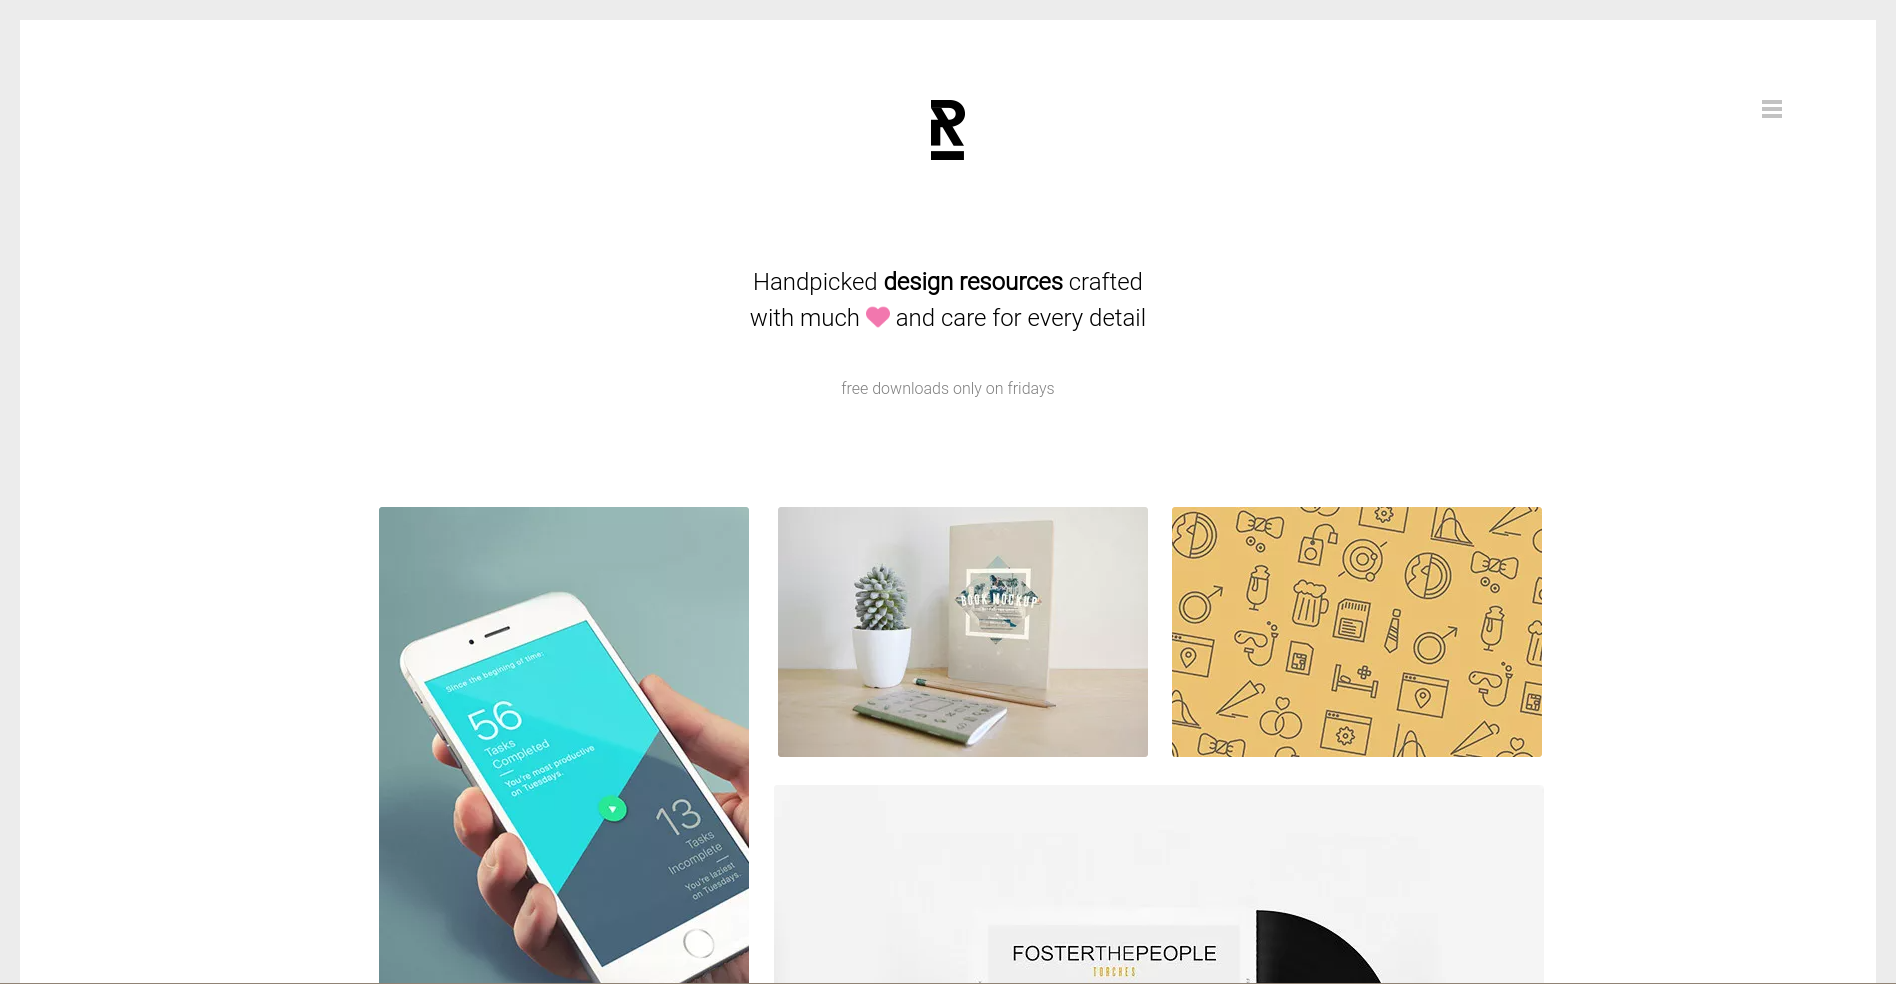 R
Handpicked design resources crafted
with much and care for every detail
free downloads only on fridays
Since the begining of time:
56
Tasks
Completed
You're most productive
on Tuesdays.
13
Tasks
Incomplete
You're laziest
on Tuesdays.
BOOK MOCKUP
FOSTERTHEPEOPLE
TORCHES